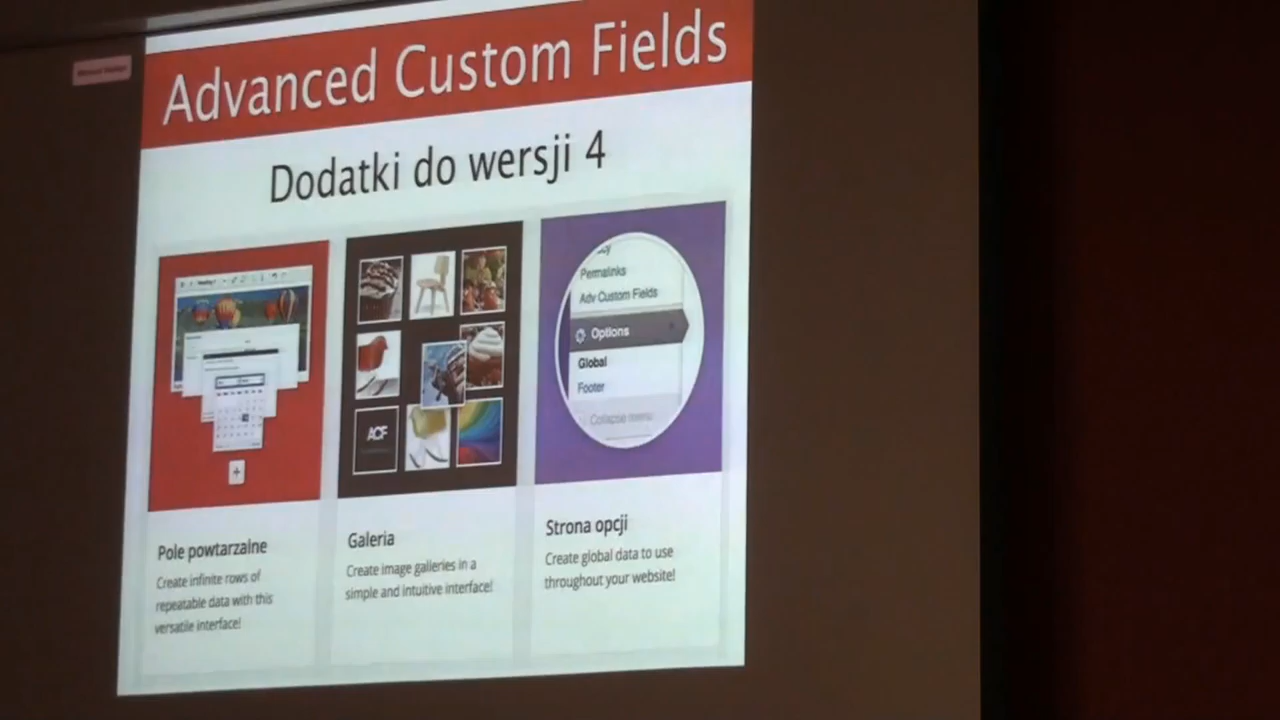 Advanced Custom Fields
Dodatki do wersji 4
Permalinks
Adv Custom Fields
Options
Global
Footer
Collapse menu
ACF
Pole powtarzalne
Create infinite rows of
repeatable data with this
versatile interface!
Galeria
Create image galleries in a
simple and intuitive interface!
Strona opcji
Create global data to use
throughout your website!